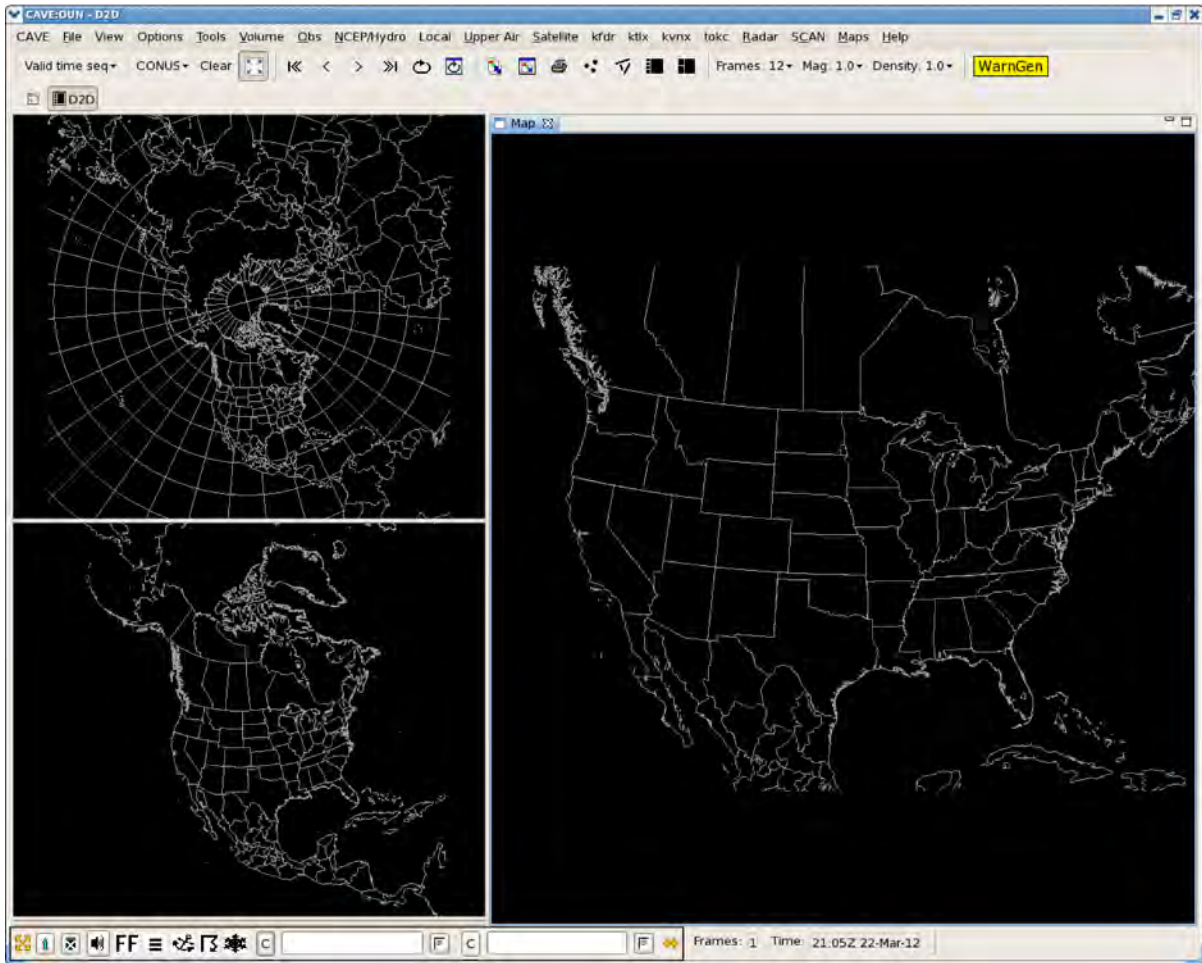 CAVE:OUN - D2D
CAVE File View Options Tools Volume Obs NCEP/Hydro Local Upper Air Satellite kfdr ktlx kvnx tokc Radar SCAN Maps Help
Valid time seq CONUS Clear Frames: 12 Mag: 1.0 Density: 1.0 WarnGen
D2D
Map
FF C F C F Frames: 1 Time: 21:05Z 22-Mar-12